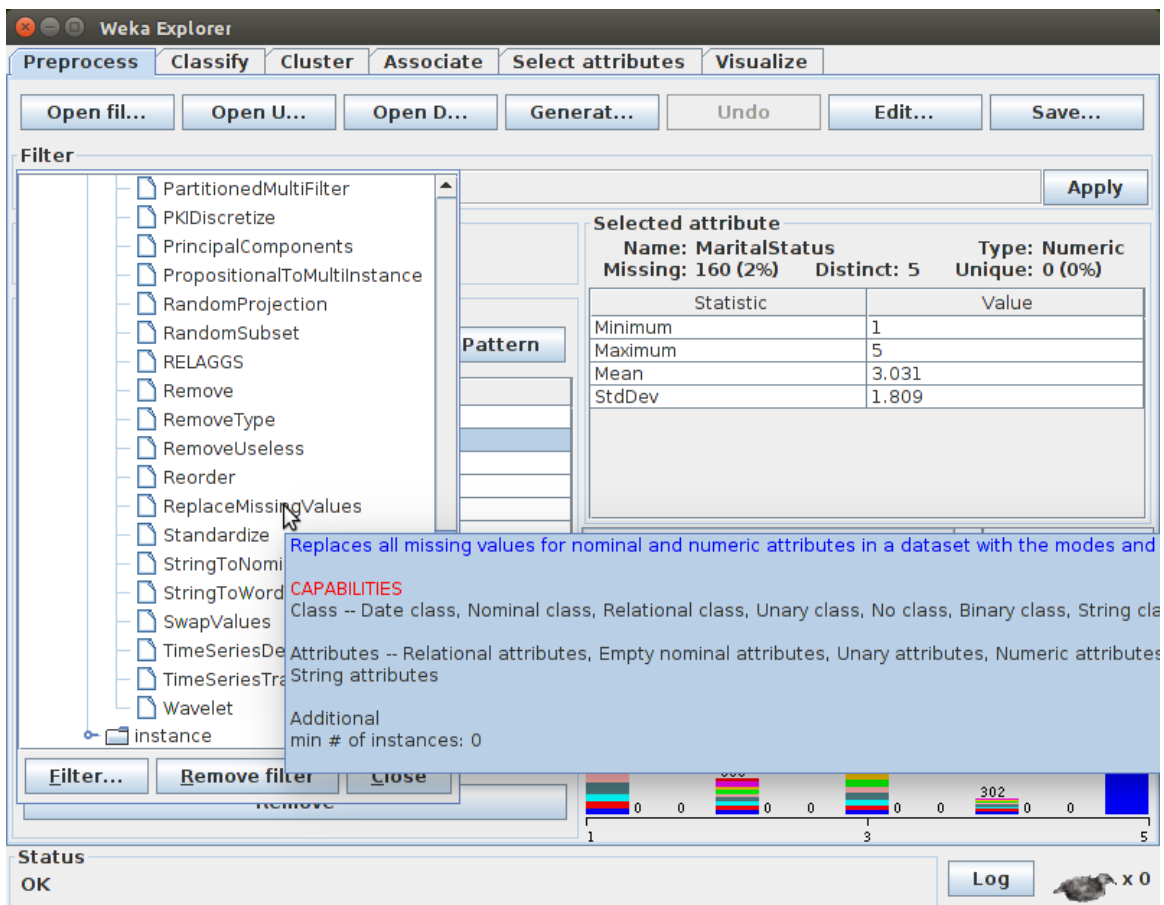 Weka Explorer
Preprocess Classify Cluster Associate Select attributes Visualize
Open fil... Open U... Open D... Generat... Undo Edit... Save...
Filter
Apply
PartitionedMultiFilter
PKIDiscretize
PrincipalComponents
PropositionalToMultiInstance
RandomProjection
RandomSubset
RELAGGS
Remove
RemoveType
RemoveUseless
Reorder
ReplaceMissingValues
Standardize
StringToNomi
StringToWord
SwapValues
TimeSeriesDe
TimeSeriesTra
Wavelet
instance
Filter... Remove filter Close
Pattern
Remove
Selected attribute
Name: MaritalStatus Type: Numeric
Missing: 160 (2%) Distinct: 5 Unique: 0 (0%)
Statistic Value
Minimum 1
Maximum 5
Mean 3.031
StdDev 1.809
Replaces all missing values for nominal and numeric attributes in a dataset with the modes and
CAPABILITIES
Class -- Date class, Nominal class, Relational class, Unary class, No class, Binary class, String cla
Attributes -- Relational attributes, Empty nominal attributes, Unary attributes, Numeric attributes
String attributes
Additional
min # of instances: 0
302
0 0 0 0 0 0 0
1 3 5
Status
OK
Log x 0